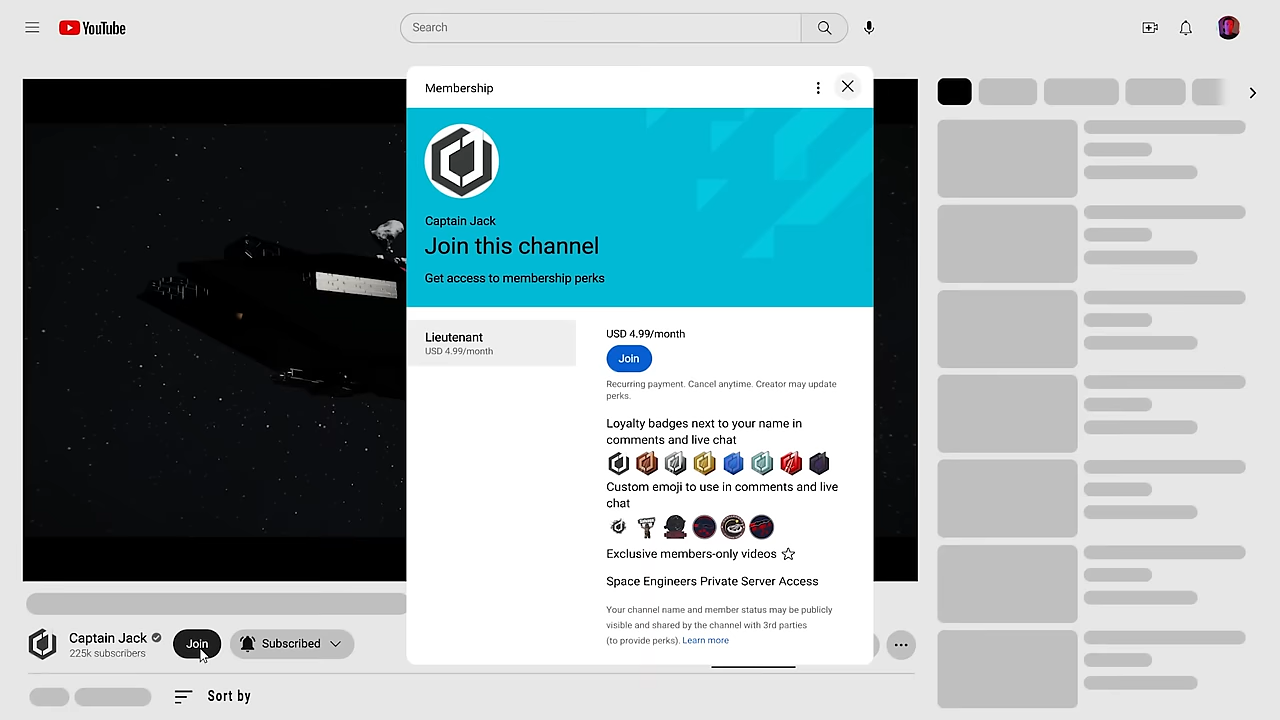 YouTube
Search
Membership
Captain Jack
Join this channel
Get access to membership perks
Lieutenant
USD 4.99/month
USD 4.99/month
Join
Recurring payment. Cancel anytime. Creator may update
perks.
Loyalty badges next to your name in
comments and live chat
Custom emoji to use in comments and live
chat
Exclusive members-only videos
Space Engineers Private Server Access
Your channel name and member status may be publicly
visible and shared by the channel with 3rd parties
(to provide perks). Learn more
Captain Jack
225k subscribers
Join
Subscribed
Sort by